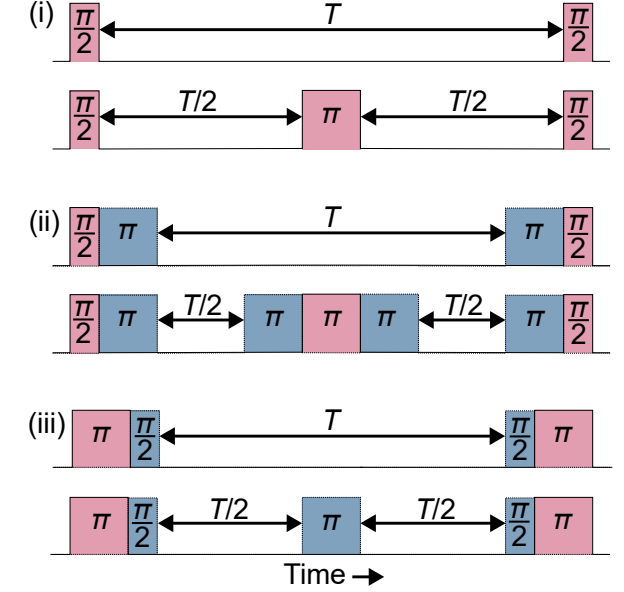 (i)
T
π/2 π/2
T/2 T/2
π/2 π π/2
(ii)
T
π/2 π π π/2
T/2 T/2
π/2 π π π π π π/2
(iii)
T
π π/2 π/2 π
T/2 T/2
π π/2 π π/2 π
Time